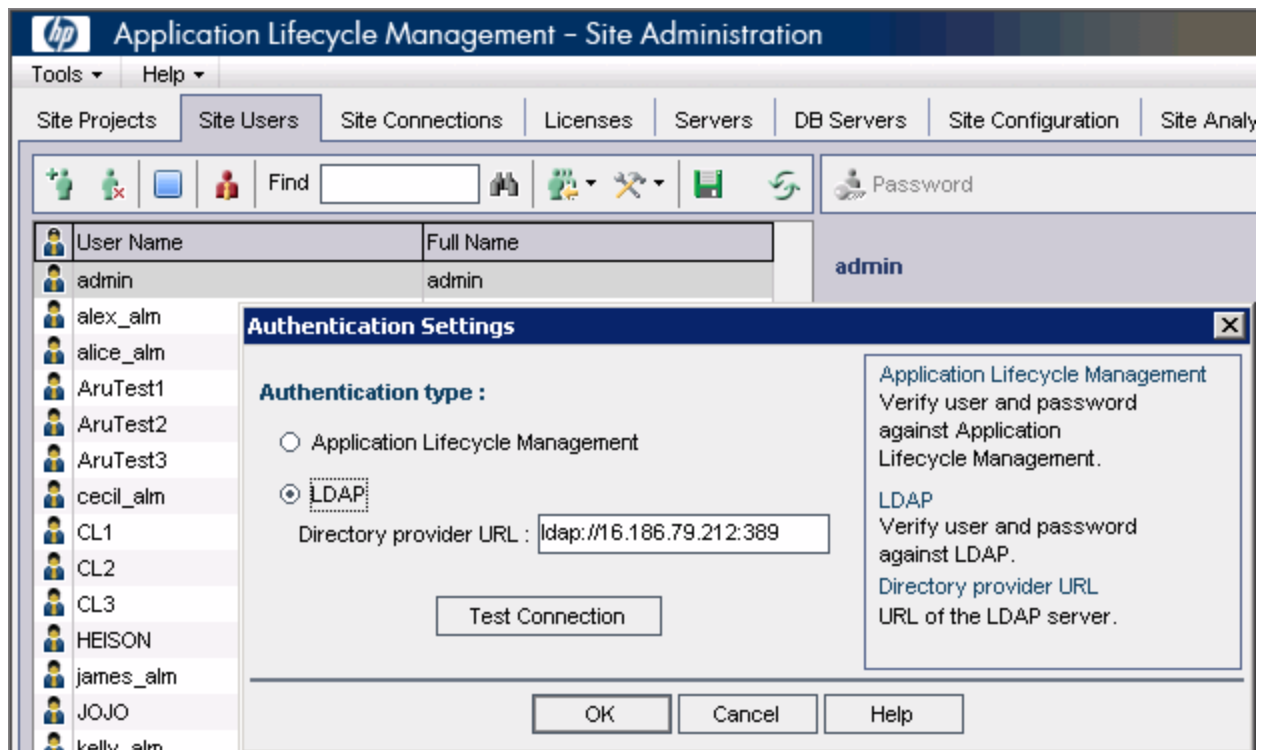 hp Application Lifecycle Management – Site Administration
Tools Help
Site Projects Site Users Site Connections Licenses Servers DB Servers Site Configuration Site Analy
Find Password
User Name Full Name
admin
admin admin
alex_alm
alice_alm
AruTest1
AruTest2
AruTest3
cecil_alm
CL1
CL2
CL3
HEISON
james_alm
JOJO
kelly_alm
Authentication Settings
Authentication type :
Application Lifecycle Management
LDAP
Directory provider URL : ldap://16.186.79.212:389
Test Connection
Application Lifecycle Management
Verify user and password
against Application
Lifecycle Management.
LDAP
Verify user and password
against LDAP.
Directory provider URL
URL of the LDAP server.
OK Cancel Help